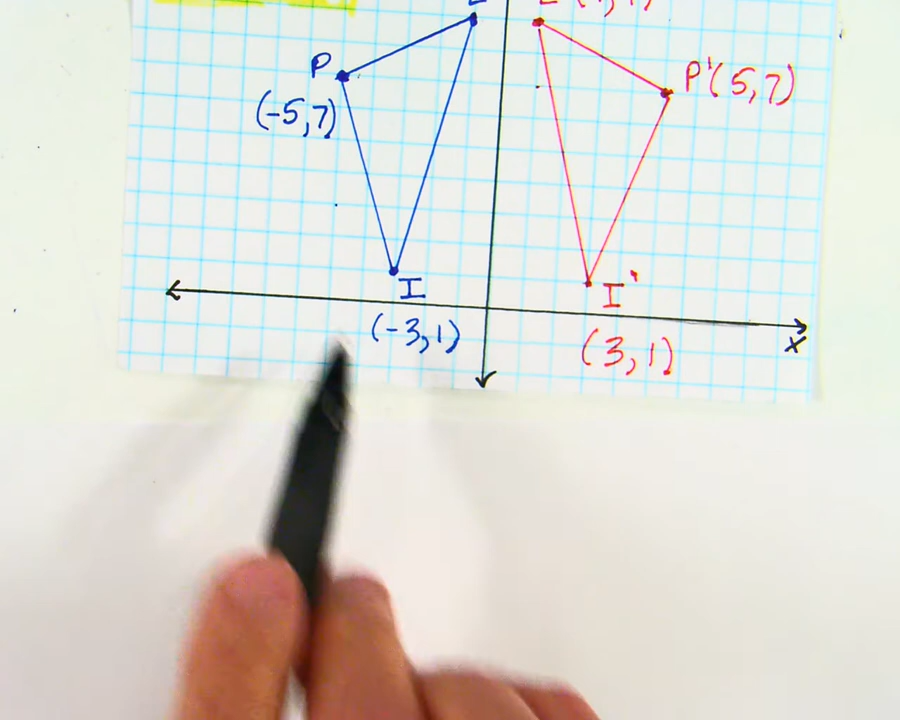 P
(-5,7)
P'(5,7)
I
(-3,1)
I'
(3,1)
x